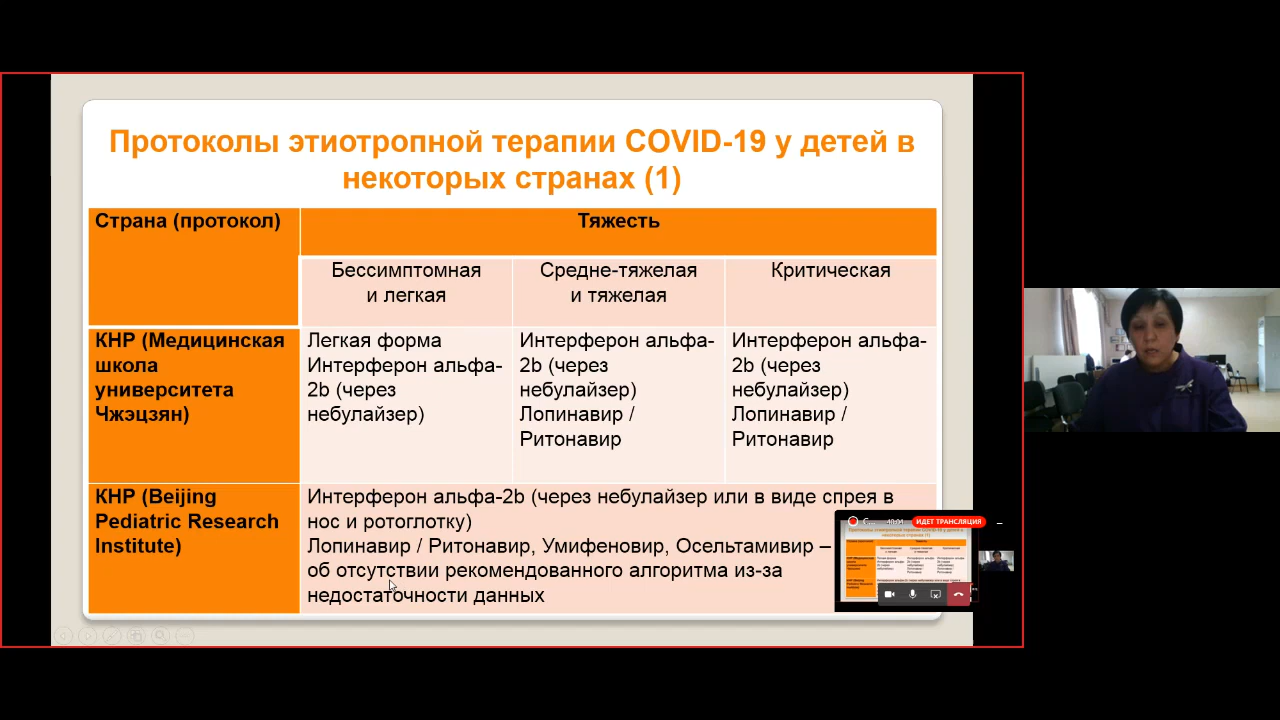 Протоколы этиотропной терапии COVID-19 у детей в
некоторых странах (1)
Страна (протокол)
Тяжесть
Бессимптомная
и легкая
Средне-тяжелая
и тяжелая
Критическая
КНР (Медицинская
школа
университета
Чжэцзян)
Легкая форма
Интерферон альфа-
2b (через
небулайзер)
Интерферон альфа-
2b (через
небулайзер)
Лопинавир /
Ритонавир
Интерферон альфа-
2b (через
небулайзер)
Лопинавир /
Ритонавир
КНР (Beijing
Pediatric Research
Institute)
Интерферон альфа-2b (через небулайзер или в виде спрея в
нос и ротоглотку)
Лопинавир / Ритонавир, Умифеновир, Осельтамивир –
об отсутствии рекомендованного алгоритма из-за
недостаточности данных
ИДЕТ ТРАНСЛЯЦИЯ